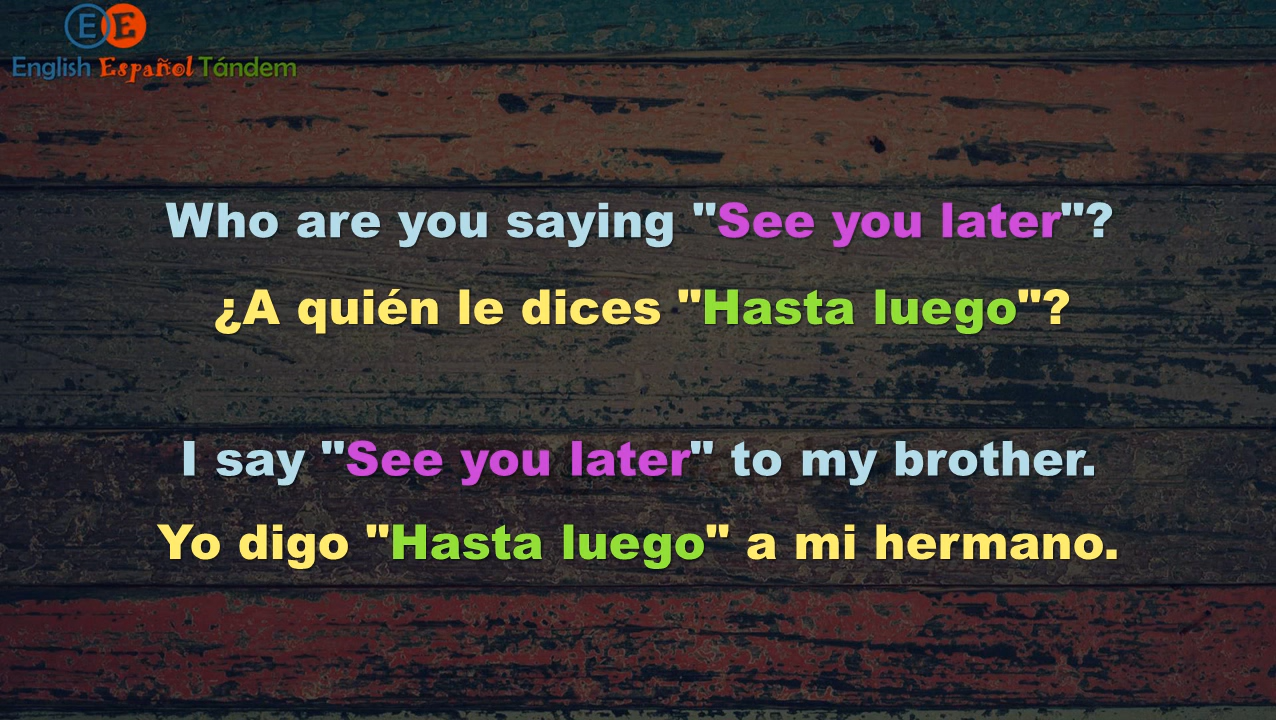 EE
English Español Tándem
Who are you saying "See you later"?
¿A quién le dices "Hasta luego"?
I say "See you later" to my brother.
Yo digo "Hasta luego" a mi hermano.